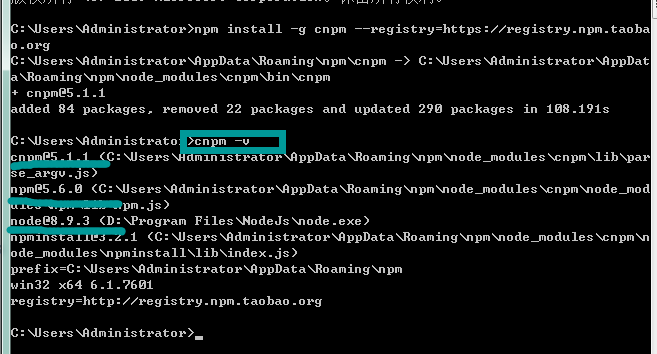 C:\Users\Administrator>npm install -g cnpm --registry=https://registry.npm.taoba
o.org
C:\Users\Administrator\AppData\Roaming\npm\cnpm -> C:\Users\Administrator\AppDat
a\Roaming\npm\node_modules\cnpm\bin\cnpm
+ cnpm@5.1.1
added 84 packages, removed 22 packages and updated 290 packages in 108.191s
C:\Users\Administrator>cnpm -v
cnpm@5.1.1 (C:\Users\Administrator\AppData\Roaming\npm\node_modules\cnpm\lib\par
se_argv.js)
npm@5.6.0 (C:\Users\Administrator\AppData\Roaming\npm\node_modules\cnpm\node_mod
ules\npm\lib\npm.js)
node@8.9.3 (D:\Program Files\NodeJs\node.exe)
npminstall@3.2.1 (C:\Users\Administrator\AppData\Roaming\npm\node_modules\cnpm\n
ode_modules\npminstall\lib\index.js)
prefix=C:\Users\Administrator\AppData\Roaming\npm
win32 x64 6.1.7601
registry=http://registry.npm.taobao.org
C:\Users\Administrator>_